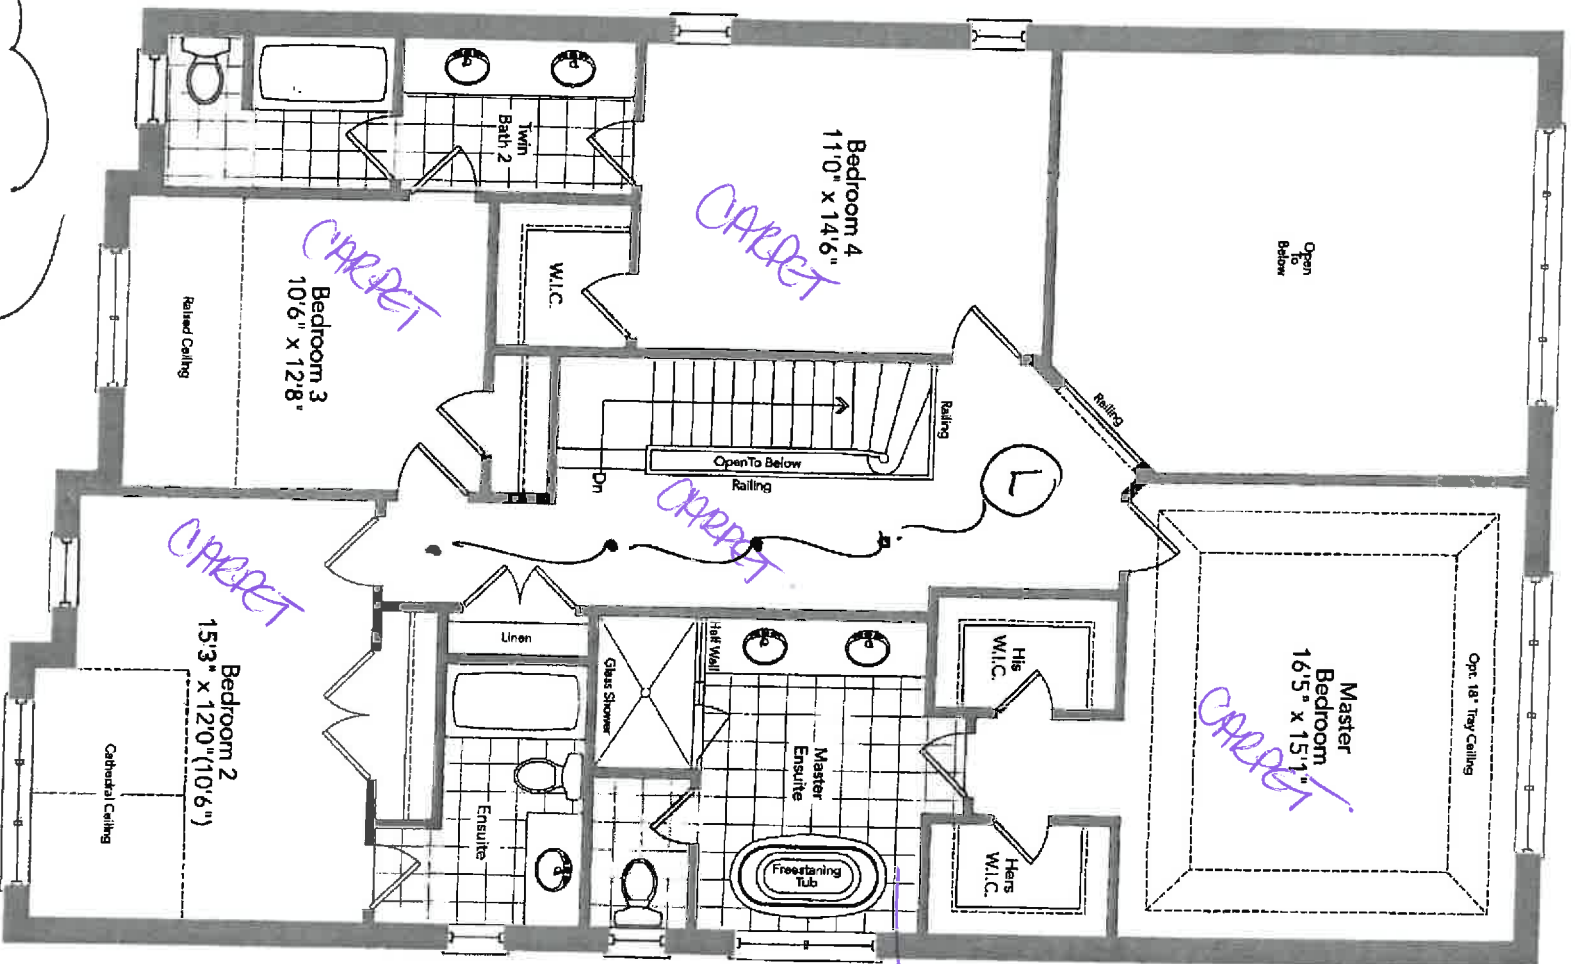 Twin
Bath 2
Bedroom 4
11'0" x 14'6"
CARPET
Open
To
Below
W.I.C.
Bedroom 3
10'6" x 12'8"
CARPET
Raised Ceiling
Railing
Railing
Open To Below
Railing
Dn
L
CARPET
Master
Bedroom
16'5" x 15'1"
CARPET
Opt. 18" Tray Ceiling
His
W.I.C.
Hers
W.I.C.
Linen
Glass Shower
Half Wall
Master
Ensuite
Freestaning
Tub
Ensuite
Bedroom 2
15'3" x 12'0"(10'6")
CARPET
Cathedral Ceiling